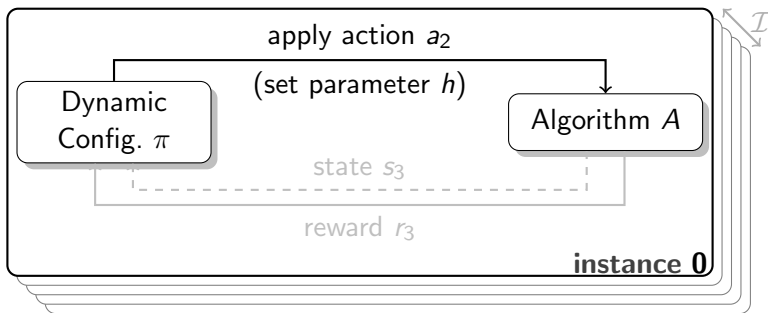 apply action a₂
(set parameter h)
Dynamic
Config. π
Algorithm A
state s₃
reward r₃
instance 0
I